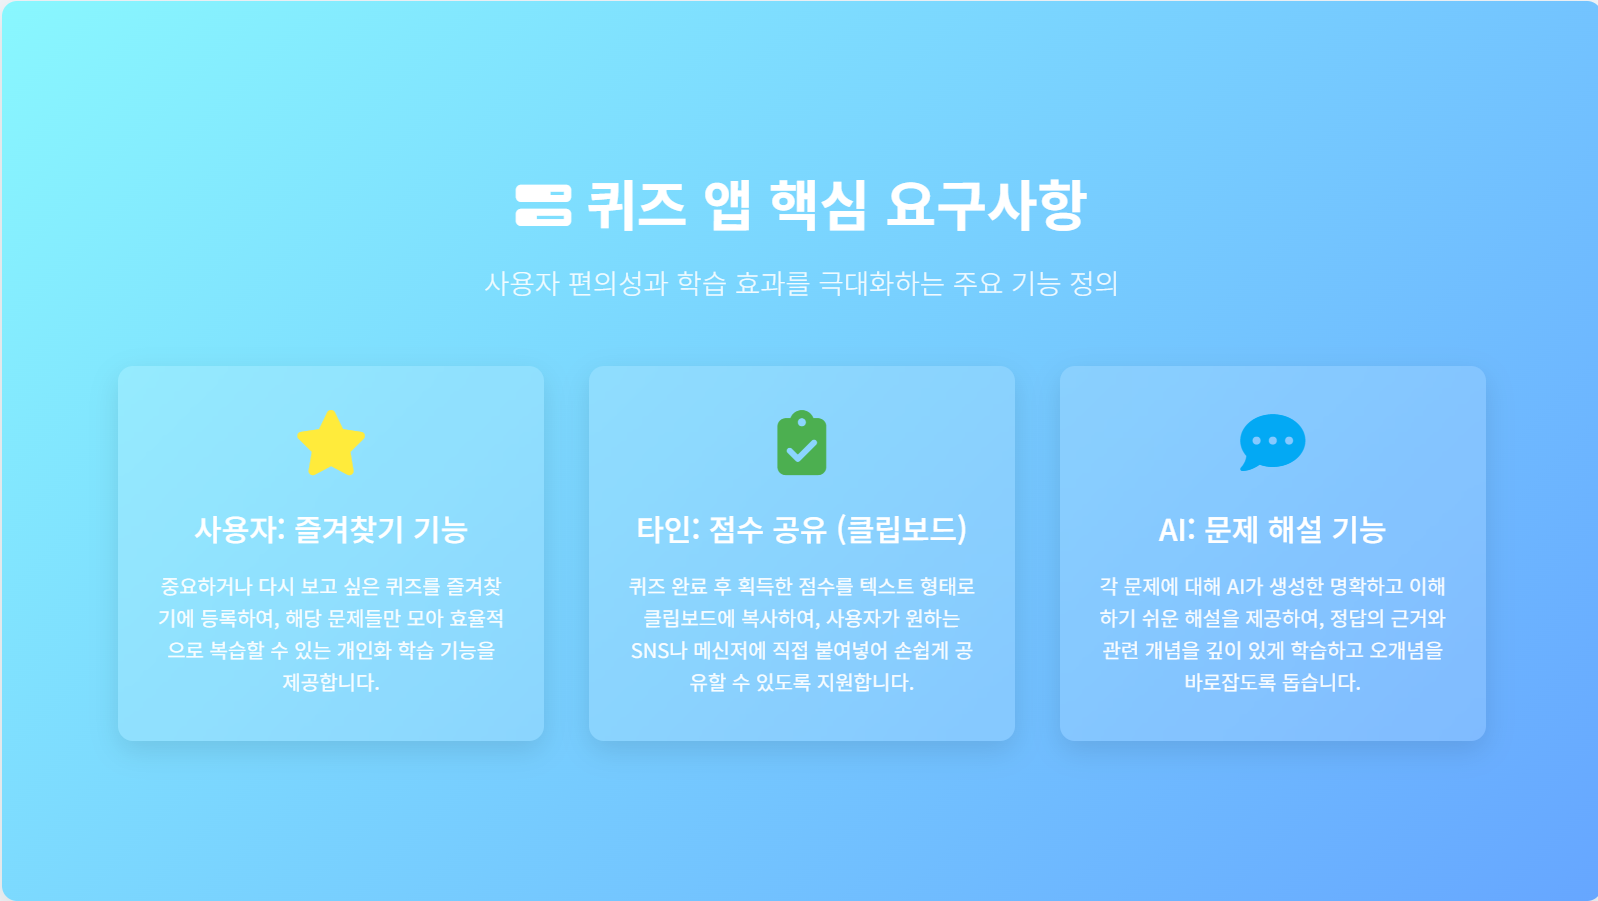 퀴즈 앱 핵심 요구사항
사용자 편의성과 학습 효과를 극대화하는 주요 기능 정의
사용자: 즐겨찾기 기능
중요하거나 다시 보고 싶은 퀴즈를 즐겨찾
기에 등록하여, 해당 문제들만 모아 효율적
으로 복습할 수 있는 개인화 학습 기능을
제공합니다.
타인: 점수 공유 (클립보드)
퀴즈 완료 후 획득한 점수를 텍스트 형태로
클립보드에 복사하여, 사용자가 원하는
SNS나 메신저에 직접 붙여넣어 손쉽게 공
유할 수 있도록 지원합니다.
AI: 문제 해설 기능
각 문제에 대해 AI가 생성한 명확하고 이해
하기 쉬운 해설을 제공하여, 정답의 근거와
관련 개념을 깊이 있게 학습하고 오개념을
바로잡도록 돕습니다.